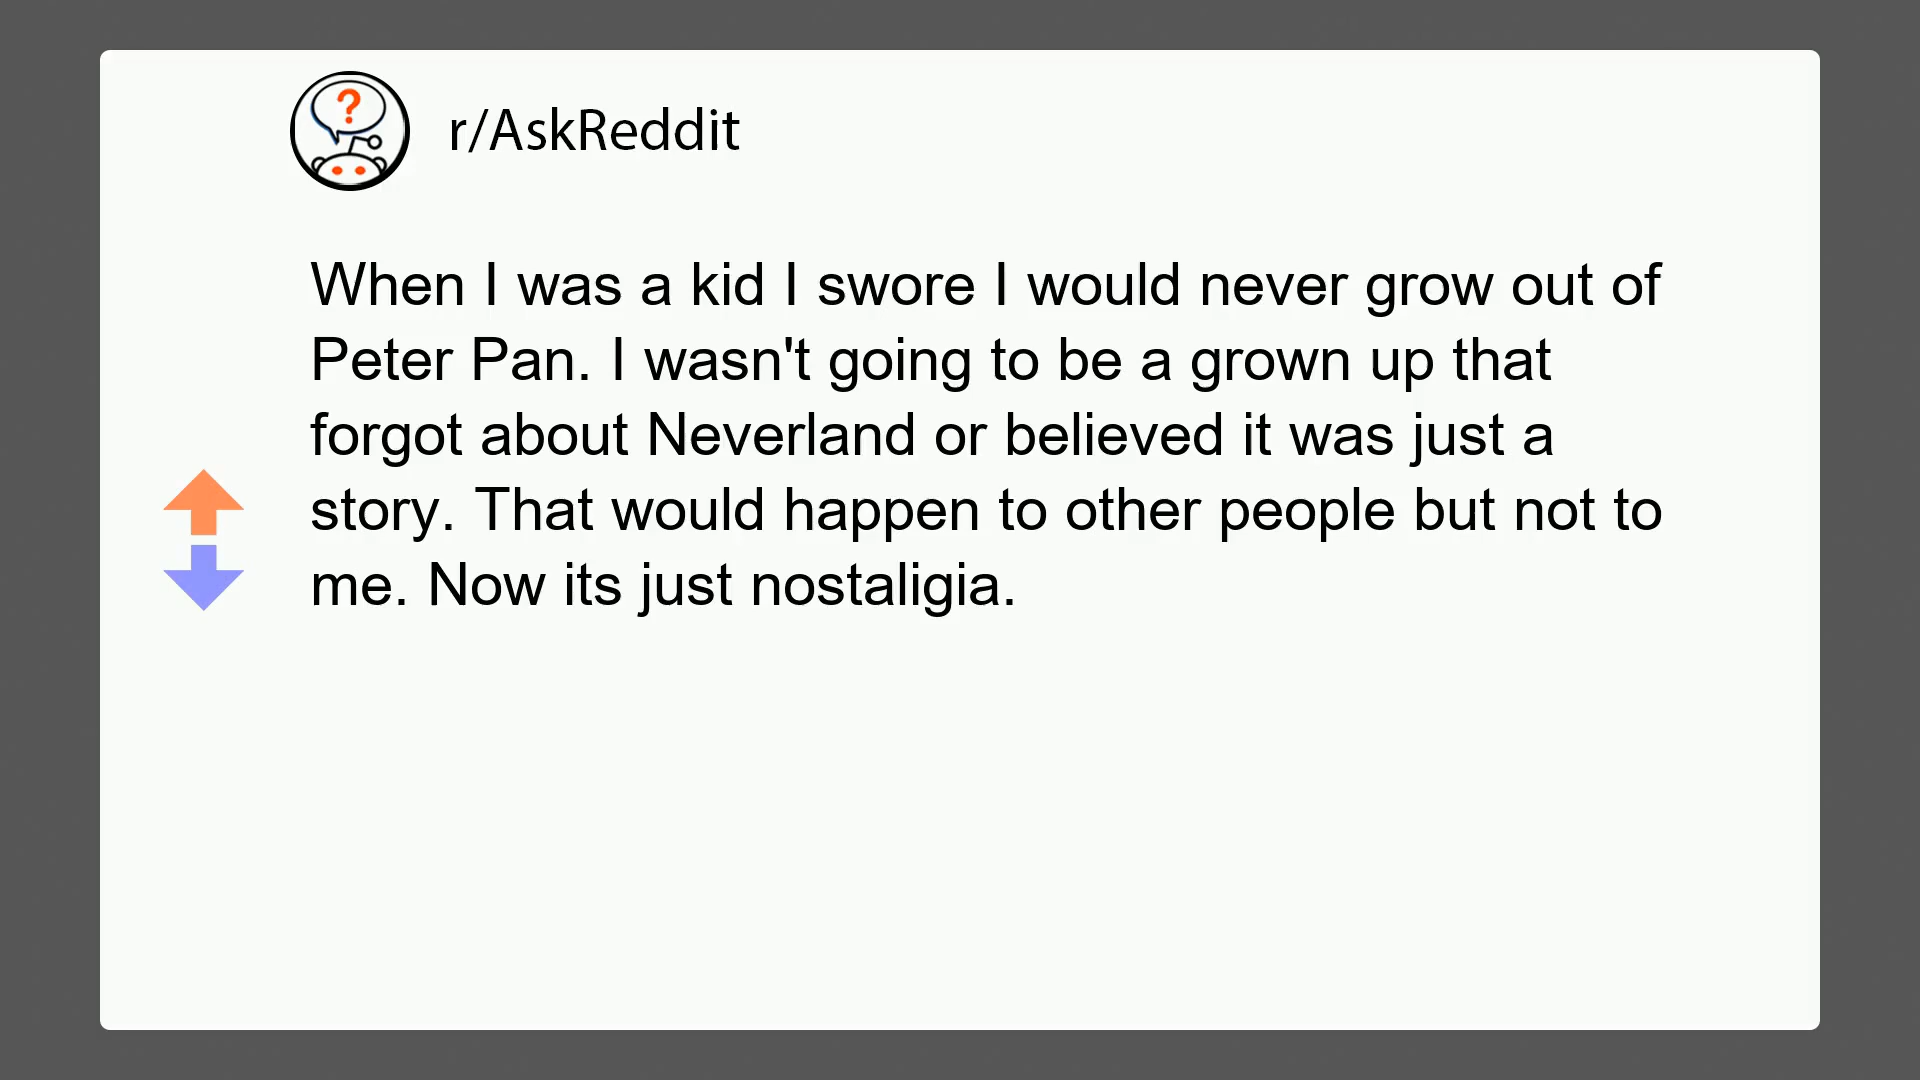 r/AskReddit
When I was a kid I swore I would never grow out of
Peter Pan. I wasn't going to be a grown up that
forgot about Neverland or believed it was just a
story. That would happen to other people but not to
me. Now its just nostaligia.